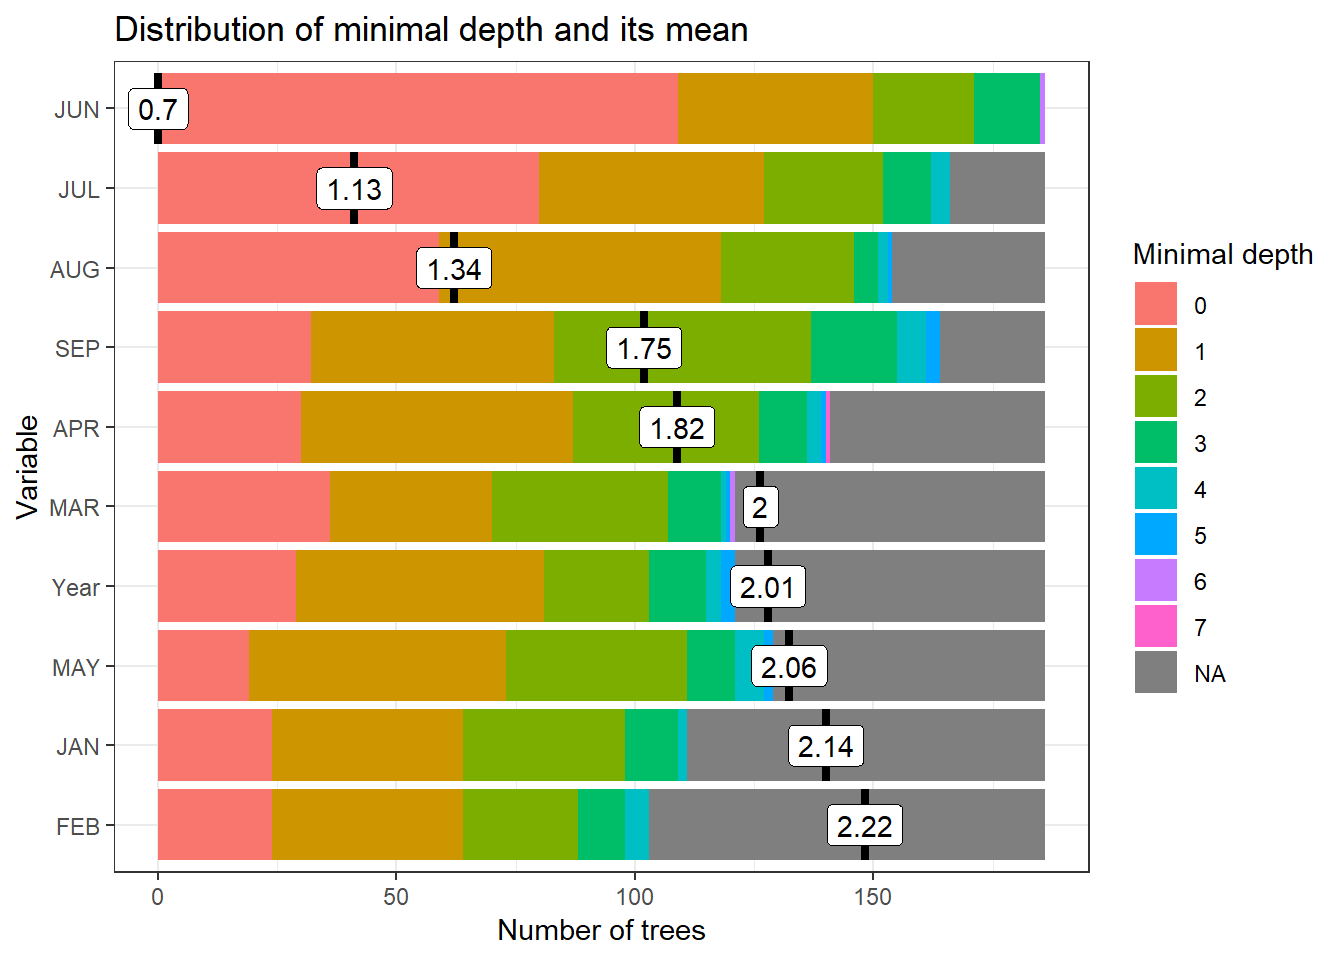 Distribution of minimal depth and its mean
JUN
0.7
JUL
1.13
AUG
1.34
SEP
1.75
APR
1.82
MAR
2
Year
2.01
MAY
2.06
JAN
2.14
FEB
2.22
0
50
100
150
Number of trees
Variable
Minimal depth
0
1
2
3
4
5
6
7
NA